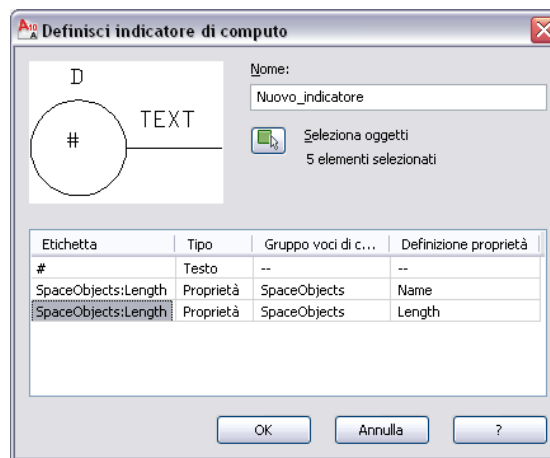 Definisci indicatore di computo
D
TEXT
#
Nome:
Nuovo_indicatore
Seleziona oggetti
5 elementi selezionati
Etichetta Tipo Gruppo voci di c... Definizione proprietà
# Testo -- --
SpaceObjects:Length Proprietà SpaceObjects Name
SpaceObjects:Length Proprietà SpaceObjects Length
OK Annulla ?